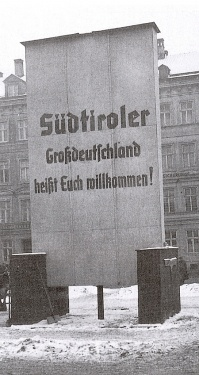 Südtiroler
Großdeutschland
heißt Euch willkommen!